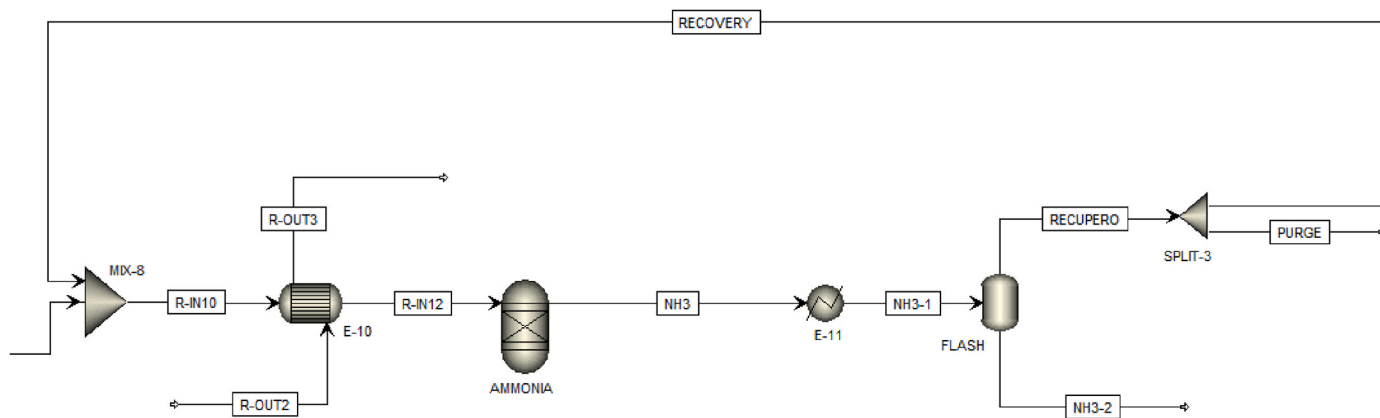 RECOVERY
R-OUT3
RECUPERO
PURGE
SPLIT-3
MIX-8
R-IN10
R-IN12
NH3
NH3-1
E-10
E-11
FLASH
AMMONIA
R-OUT2
NH3-2